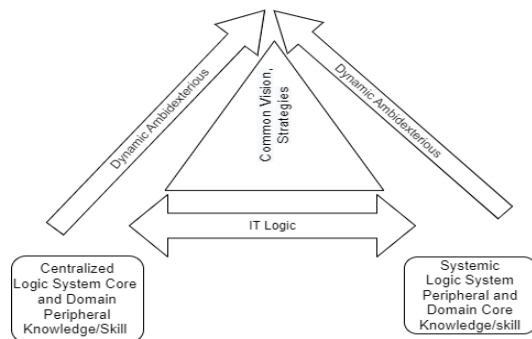 Dynamic Ambidexterious
Common Vision,
Strategies
Dynamic Ambidexterious
IT Logic
Centralized
Logic System Core
and Domain
Peripheral
Knowledge/Skill
Systemic
Logic System
Peripheral and
Domain Core
Knowledge/skill